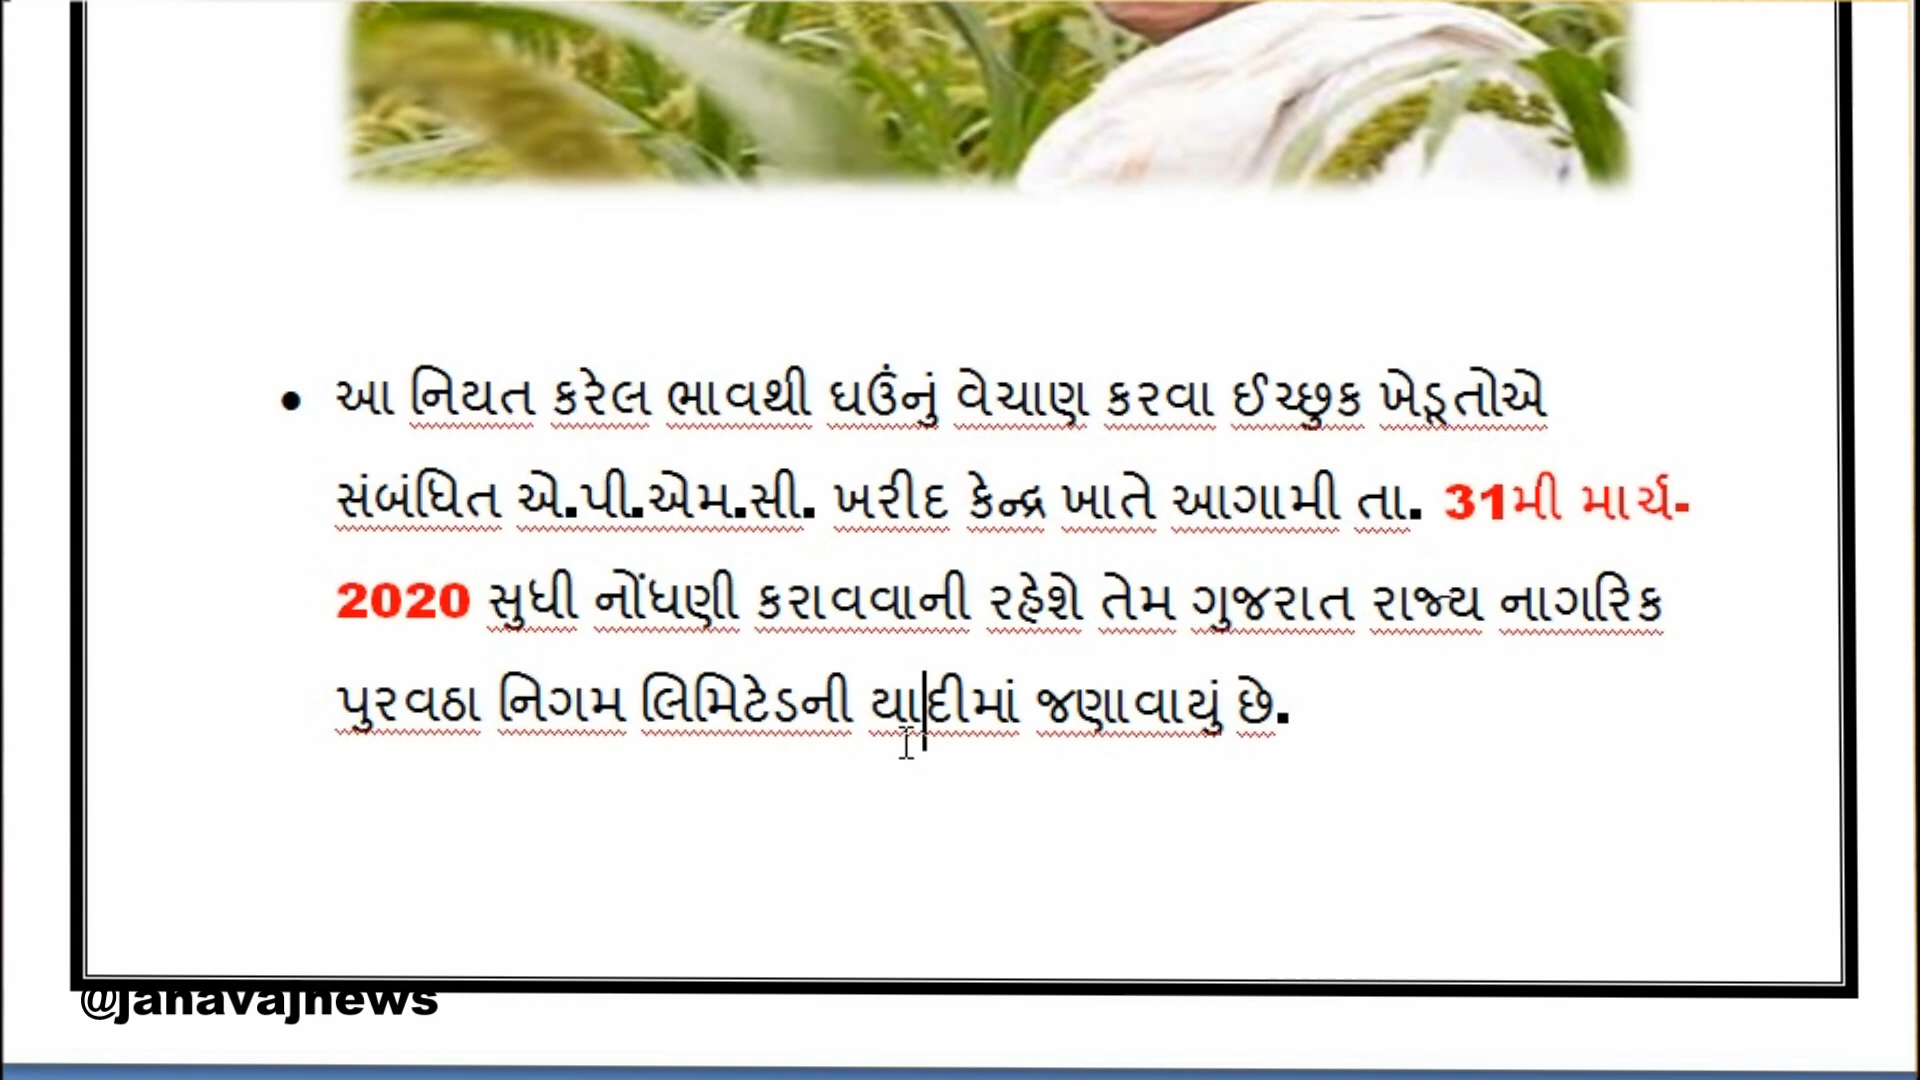 • આ નિયત કરેલ ભાવથી ઘઉંનું વેચાણ કરવા ઈચ્છુક ખેડૂતોએ
સંબંધિત એ.પી.એમ.સી. ખરીદ કેન્દ્ર ખાતે આગામી તા. 31મી માર્ચ-
2020 સુધી નોંધણી કરાવવાની રહેશે તેમ ગુજરાત રાજ્ય નાગરિક
પુરવઠા નિગમ લિમિટેડની યાદીમાં જણાવાયું છે.
@janavajnews